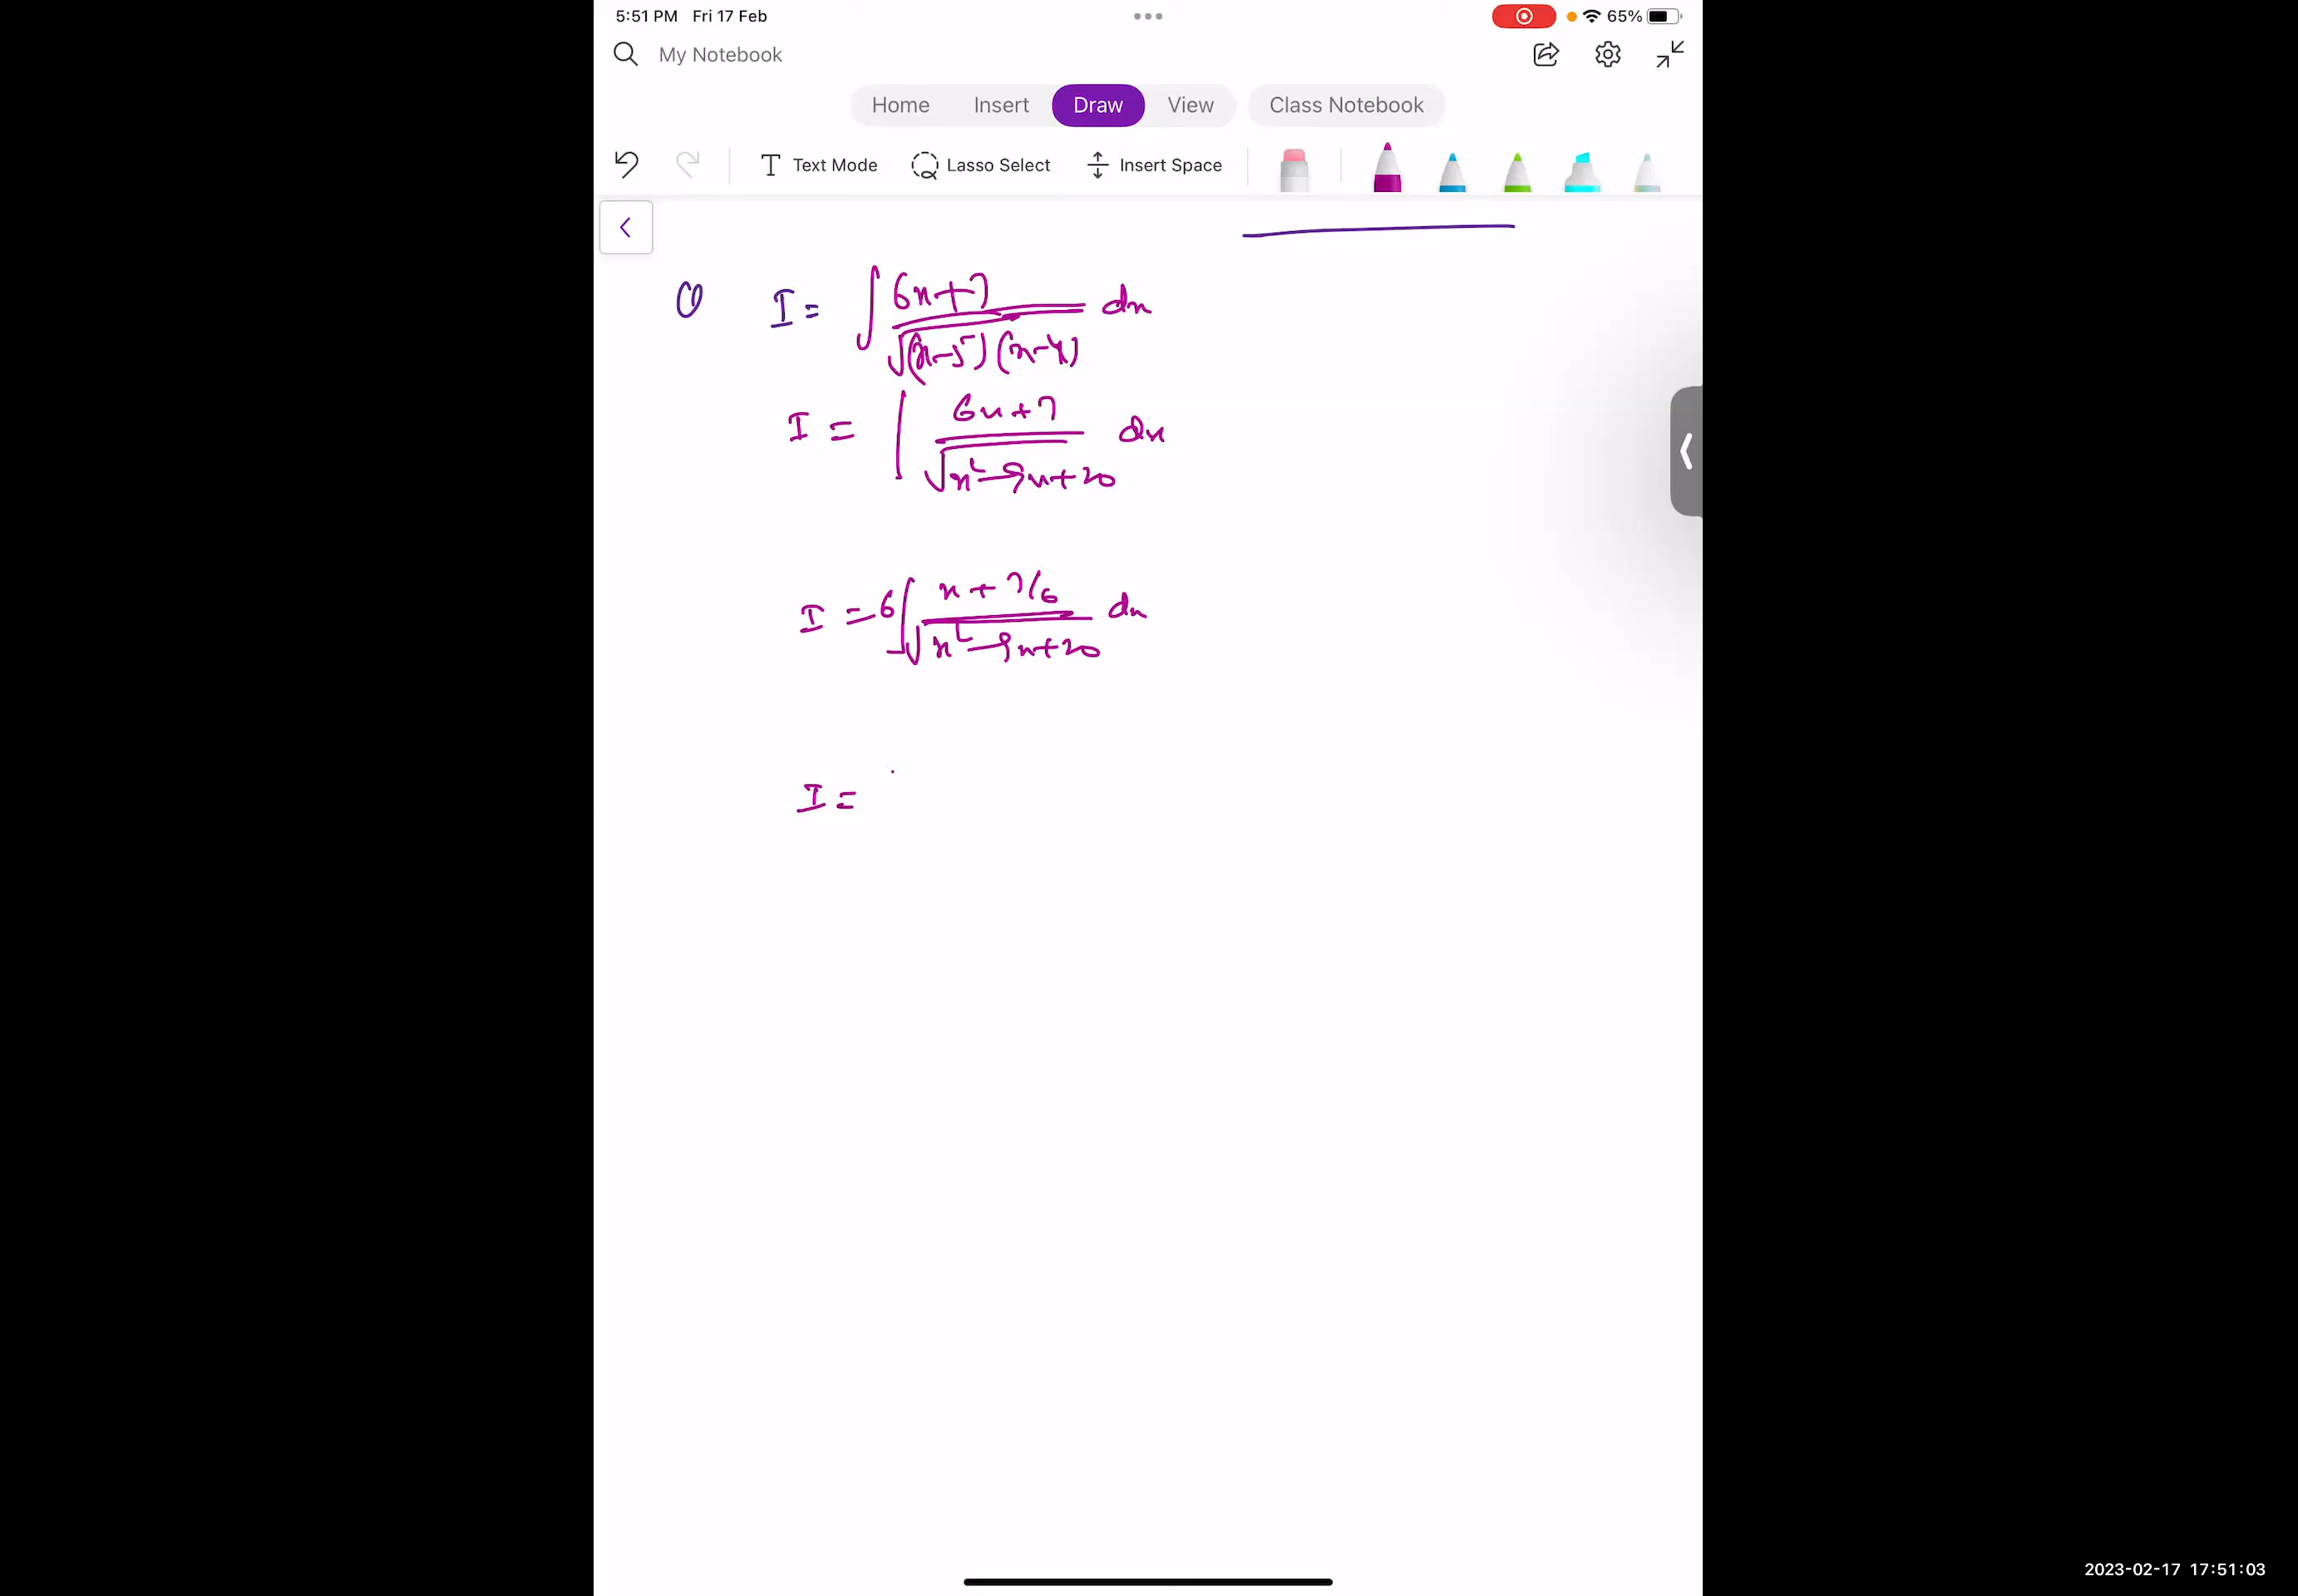 5:51 PM Fri 17 Feb
65%
My Notebook
Home Insert Draw View Class Notebook
Text Mode Lasso Select Insert Space
Q I = ∫ (6x+7)/√((x-5)(x-4)) dx
I = ∫ (6x+7)/√(x²-9x+20) dx
I = 6∫ (x+7/6)/√(x²-9x+20) dx
I =
2023-02-17 17:51:03